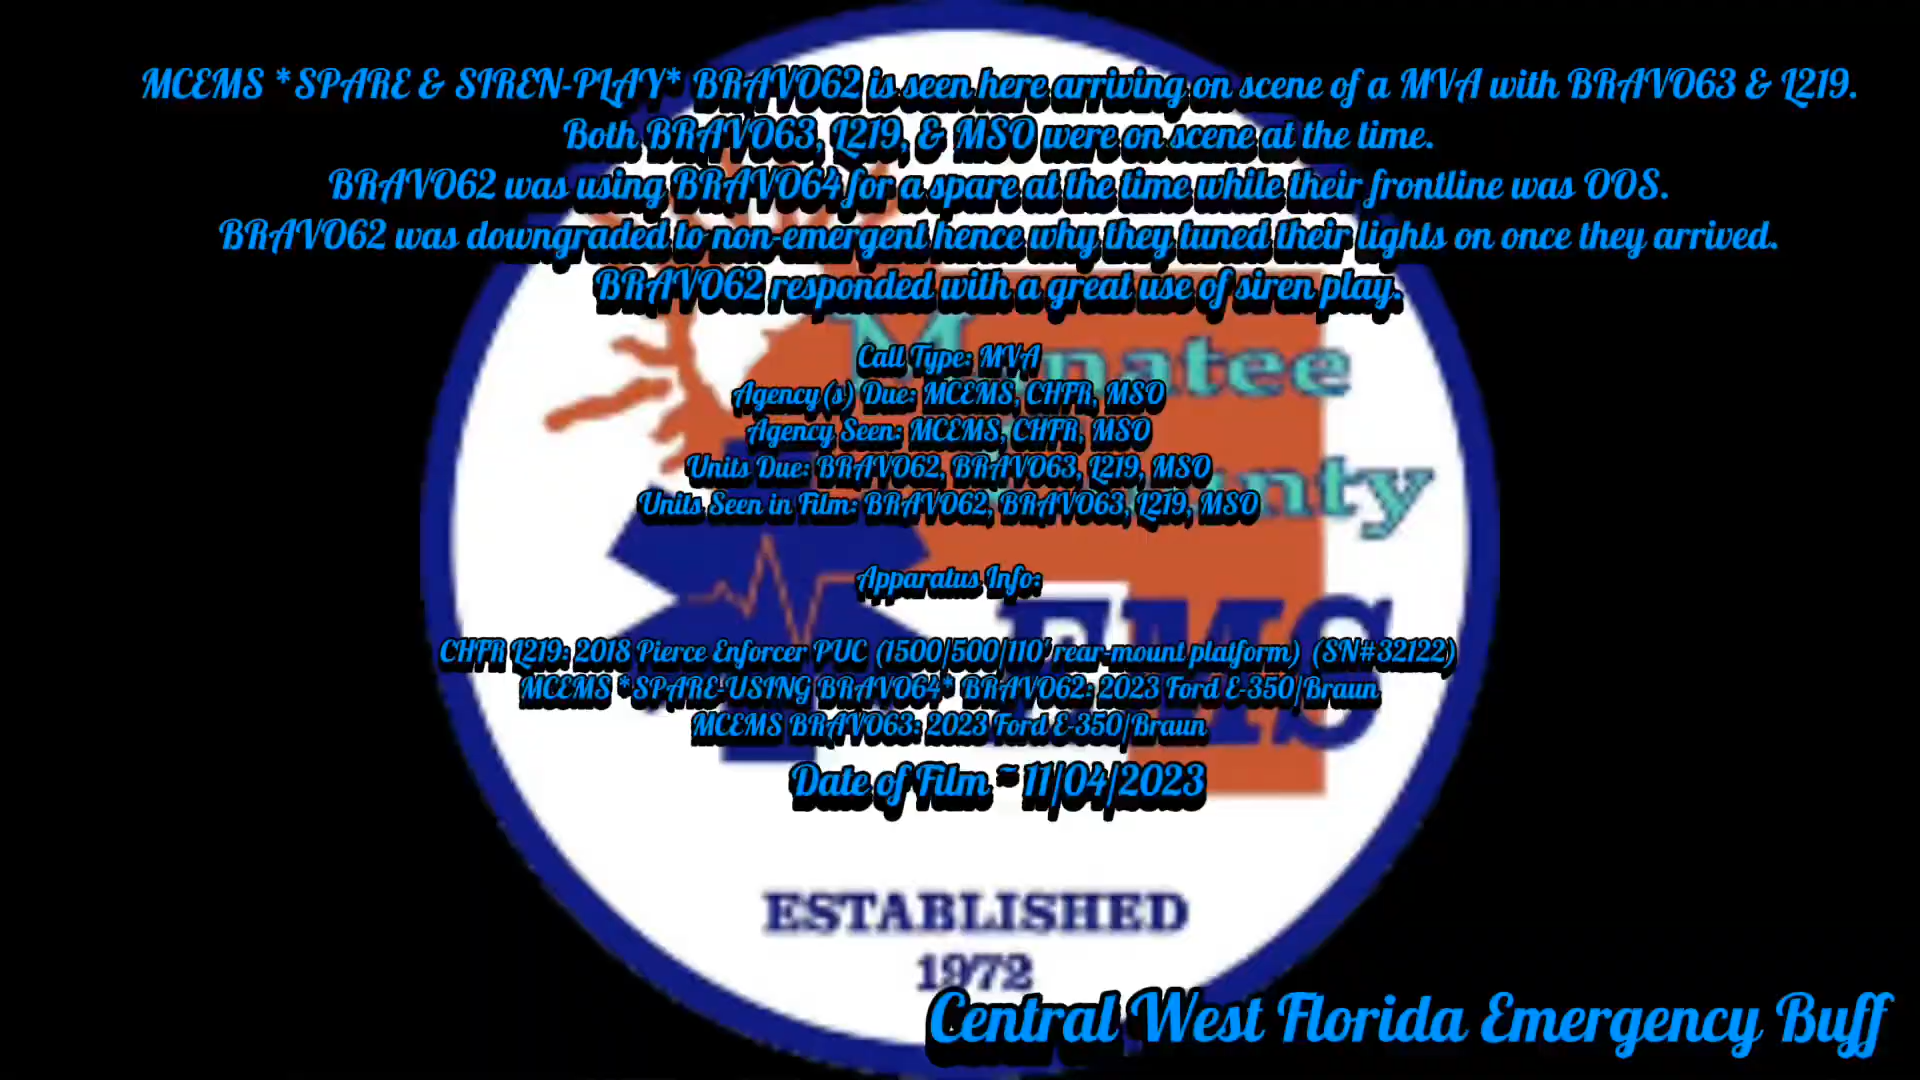 MCEMS *SPARE & SIREN-PLAY* BRAVO62 is seen here arriving on scene of a MVA with BRAVO63 & L219.
Both BRAVO63, L219, & MSO were on scene at the time.
BRAVO62 was using BRAVO64 for a spare at the time while their frontline was OOS.
BRAVO62 was downgraded to non-emergent hence why they tuned their lights on once they arrived.
BRAVO62 responded with a great use of siren play.
Call Type: MVA
Manatee
Agency(s) Due: MCEMS, CHFR, MSO
Agency Seen: MCEMS, CHFR, MSO
Units Due: BRAVO62, BRAVO63, L219, MSO
County
Units Seen in Film: BRAVO62, BRAVO63, L219, MSO
Apparatus Info:
EMS
CHFR L219: 2018 Pierce Enforcer PUC (1500/500/110' rear-mount platform) (SN#32122)
MCEMS *SPARE-USING BRAVO64* BRAVO62: 2023 Ford E-350/Braun
MCEMS BRAVO63: 2023 Ford E-350/Braun
Date of Film ~ 11/04/2023
ESTABLISHED
1972
Central West Florida Emergency Buff